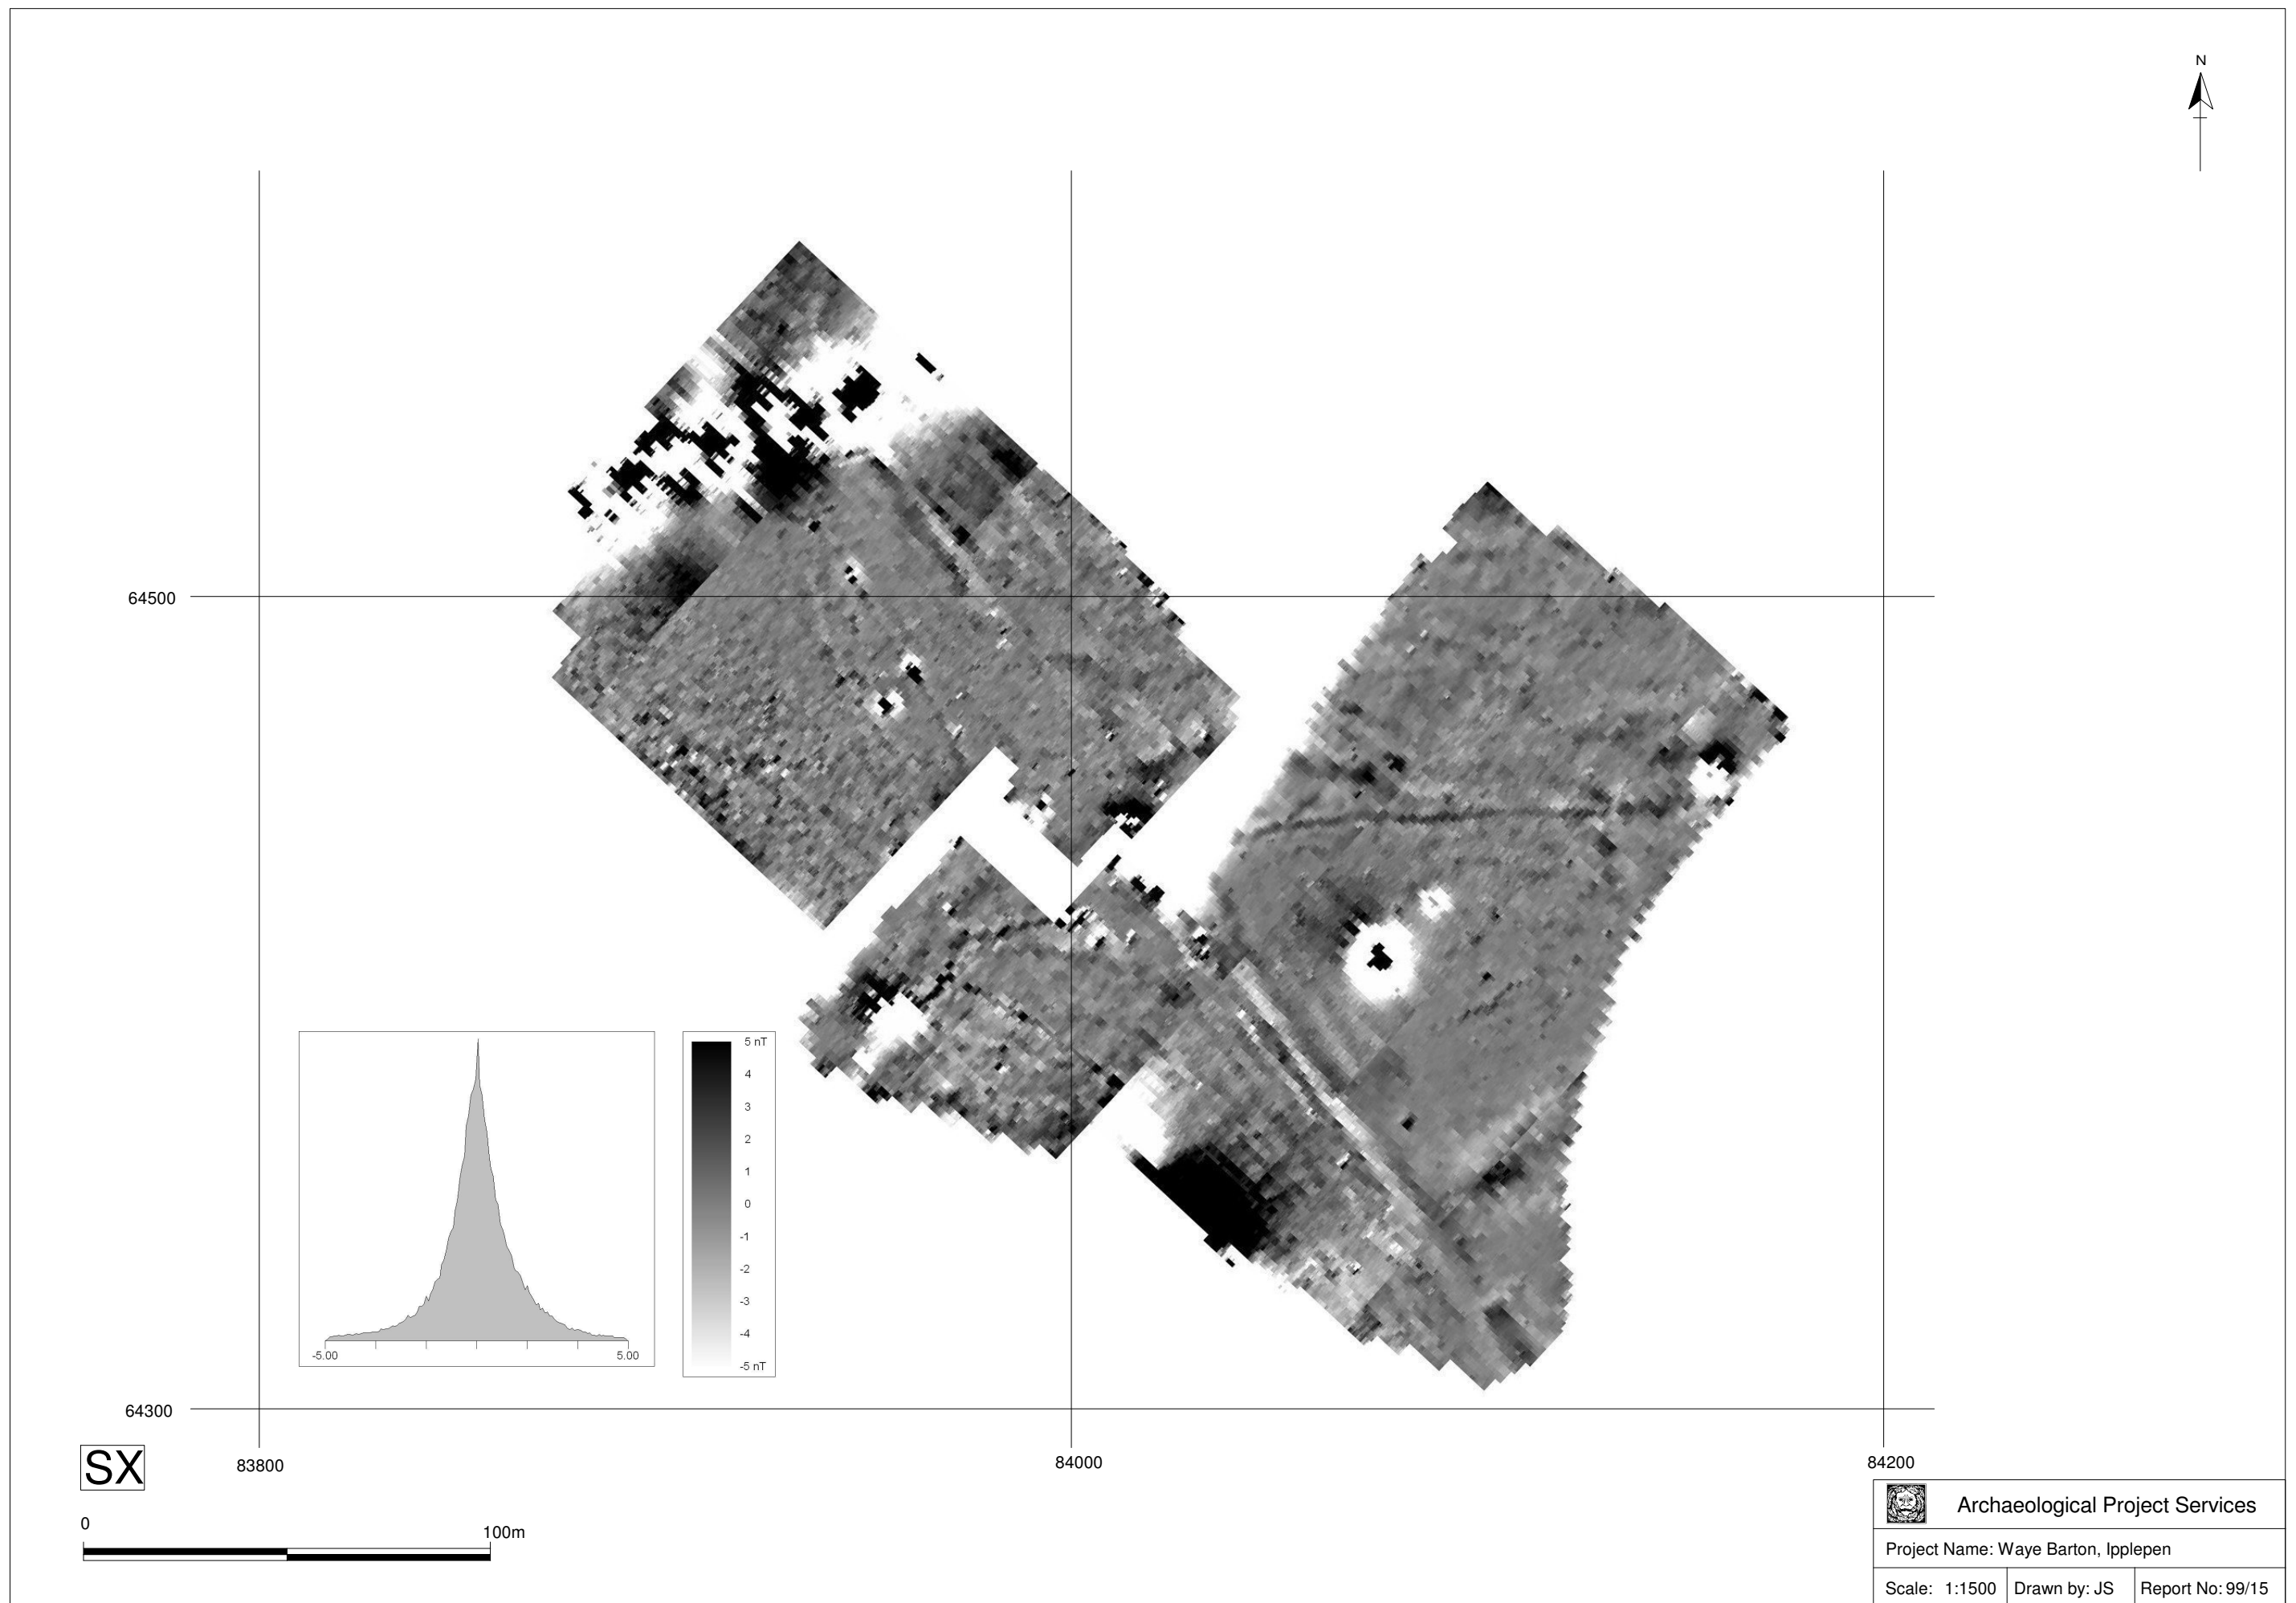 N
64500
5 nT
4
3
2
1
0
-1
-2
-3
-4
-5 nT
-5.00 5.00
64300
SX
83800 84000 84200
0 100m
Archaeological Project Services
Project Name: Waye Barton, Ipplepen
Scale: 1:1500 Drawn by: JS Report No: 99/15